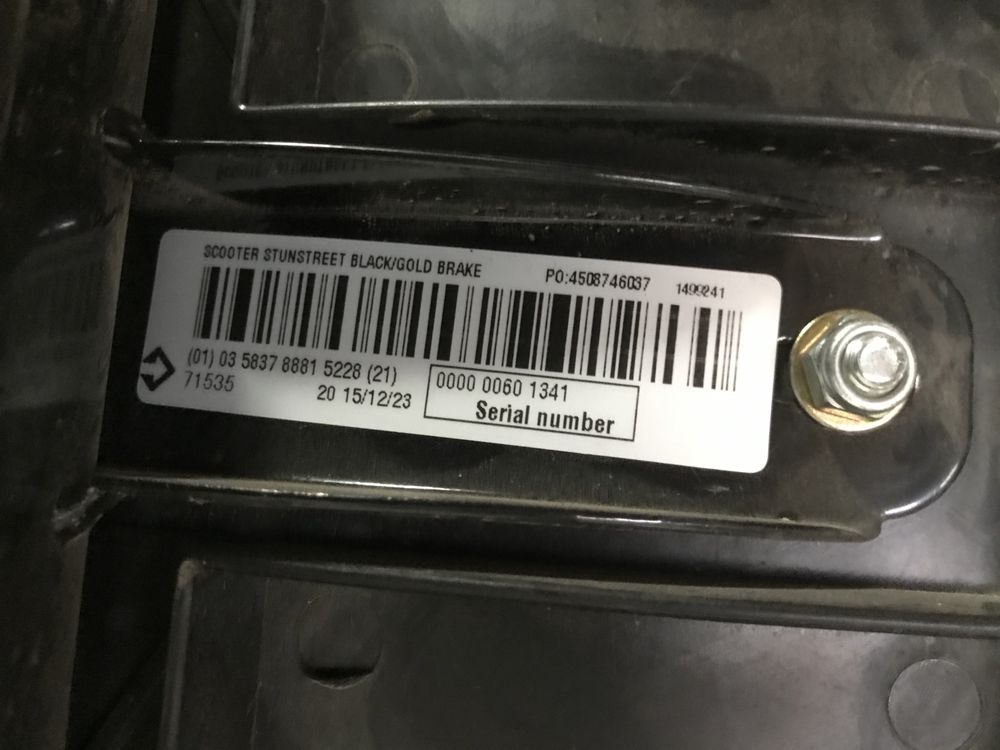 SCOOTER STUNSTREET BLACK/GOLD BRAKE PO:4508746037 1499241
(01) 03 5837 8881 5228 (21) 0000 0060 1341
71535 20 15/12/23 Serial number